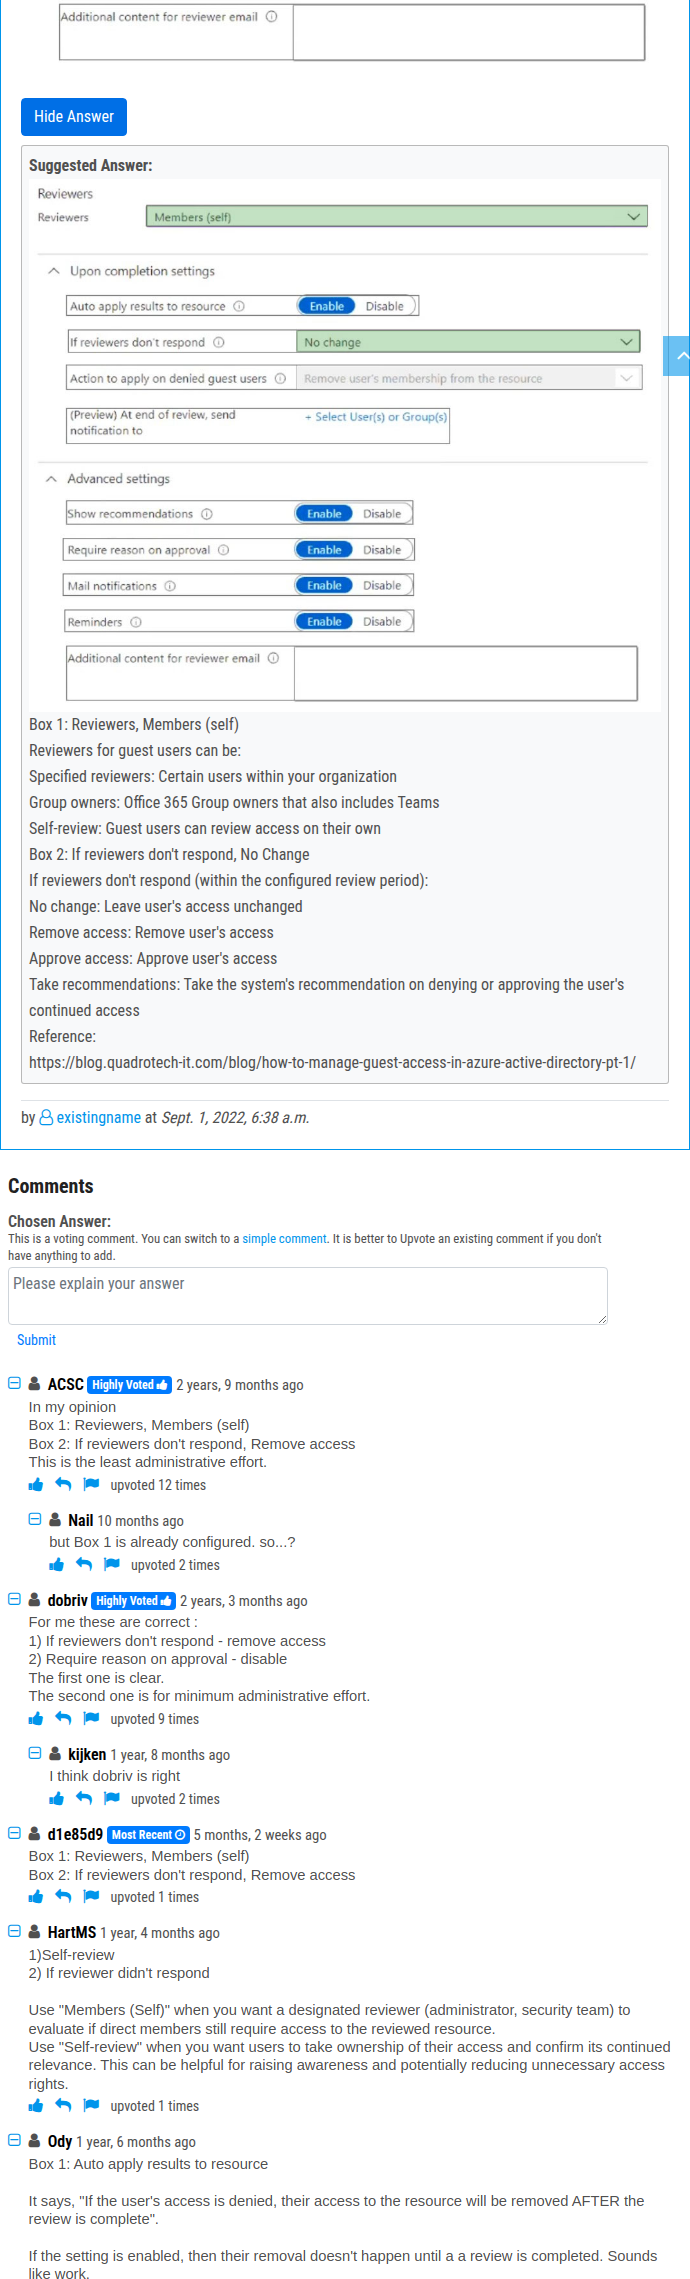 Additional content for reviewer email
Hide Answer
Suggested Answer:
Reviewers
Reviewers Members (self)
Upon completion settings
Auto apply results to resource Enable Disable
If reviewers don't respond No change
Action to apply on denied guest users Remove user's membership from the resource
(Preview) At end of review, send + Select User(s) or Group(s)
notification to
Advanced settings
Show recommendations Enable Disable
Require reason on approval Enable Disable
Mail notifications Enable Disable
Reminders Enable Disable
Additional content for reviewer email
Box 1: Reviewers, Members (self)
Reviewers for guest users can be:
Specified reviewers: Certain users within your organization
Group owners: Office 365 Group owners that also includes Teams
Self-review: Guest users can review access on their own
Box 2: If reviewers don't respond, No Change
If reviewers don't respond (within the configured review period):
No change: Leave user's access unchanged
Remove access: Remove user's access
Approve access: Approve user's access
Take recommendations: Take the system's recommendation on denying or approving the user's
continued access
Reference:
https://blog.quadrotech-it.com/blog/how-to-manage-guest-access-in-azure-active-directory-pt-1/
by existingname at Sept. 1, 2022, 6:38 a.m.
Comments
Chosen Answer:
This is a voting comment. You can switch to a simple comment. It is better to Upvote an existing comment if you don't
have anything to add.
Please explain your answer
Submit
ACSC Highly Voted 2 years, 9 months ago
In my opinion
Box 1: Reviewers, Members (self)
Box 2: If reviewers don't respond, Remove access
This is the least administrative effort.
upvoted 12 times
Nail 10 months ago
but Box 1 is already configured. so...?
upvoted 2 times
dobriv Highly Voted 2 years, 3 months ago
For me these are correct :
1) If reviewers don't respond - remove access
2) Require reason on approval - disable
The first one is clear.
The second one is for minimum administrative effort.
upvoted 9 times
kijken 1 year, 8 months ago
I think dobriv is right
upvoted 2 times
d1e85d9 Most Recent 5 months, 2 weeks ago
Box 1: Reviewers, Members (self)
Box 2: If reviewers don't respond, Remove access
upvoted 1 times
HartMS 1 year, 4 months ago
1)Self-review
2) If reviewer didn't respond
Use "Members (Self)" when you want a designated reviewer (administrator, security team) to
evaluate if direct members still require access to the reviewed resource.
Use "Self-review" when you want users to take ownership of their access and confirm its continued
relevance. This can be helpful for raising awareness and potentially reducing unnecessary access
rights.
upvoted 1 times
Ody 1 year, 6 months ago
Box 1: Auto apply results to resource
It says, "If the user's access is denied, their access to the resource will be removed AFTER the
review is complete".
If the setting is enabled, then their removal doesn't happen until a a review is completed. Sounds
like work.